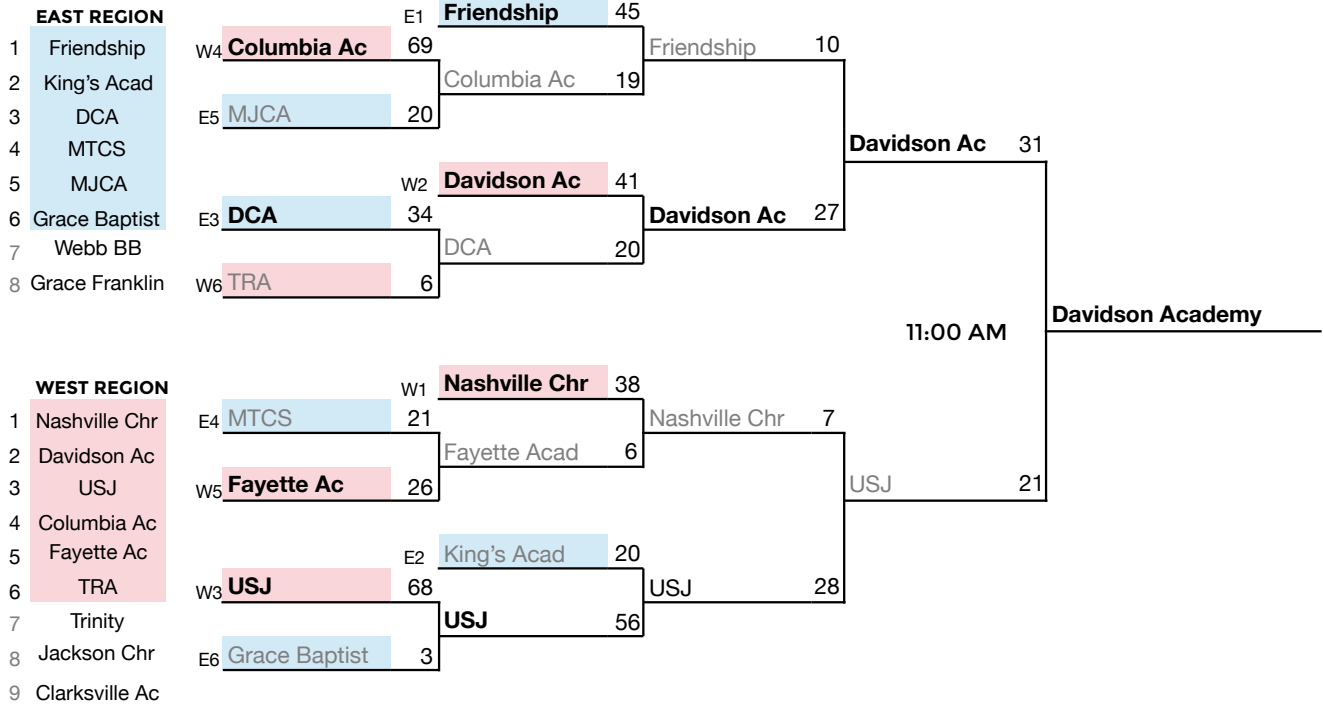 EAST REGION
1 Friendship
2 King's Acad
3 DCA
4 MTCS
5 MJCA
6 Grace Baptist
7 Webb BB
8 Grace Franklin
WEST REGION
1 Nashville Chr
2 Davidson Ac
3 USJ
4 Columbia Ac
5 Fayette Ac
6 TRA
7 Trinity
8 Jackson Chr
9 Clarksville Ac
W4 Columbia Ac 69
E5 MJCA 20
E3 DCA 34
W6 TRA 6
E4 MTCS 21
W5 Fayette Ac 26
W3 USJ 68
E6 Grace Baptist 3
E1 Friendship 45
Columbia Ac 19
W2 Davidson Ac 41
DCA 20
W1 Nashville Chr 38
Fayette Acad 6
E2 King's Acad 20
USJ 56
Friendship 10
Davidson Ac 27
Nashville Chr 7
USJ 28
Davidson Ac 31
USJ 21
11:00 AM
Davidson Academy